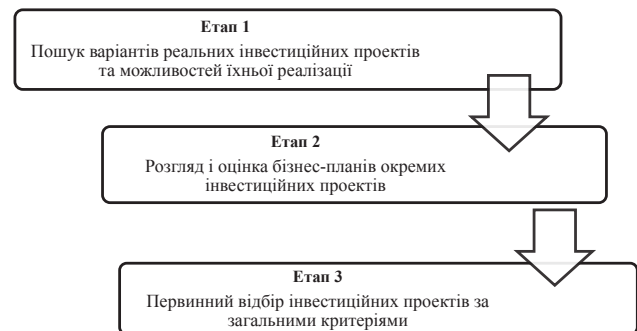 Етап 1
Пошук варіантів реальних інвестиційних проектів
та можливостей їхньої реалізації
Етап 2
Розгляд і оцінка бізнес-планів окремих
інвестиційних проектів
Етап 3
Первинний відбір інвестиційних проектів за
загальними критеріями